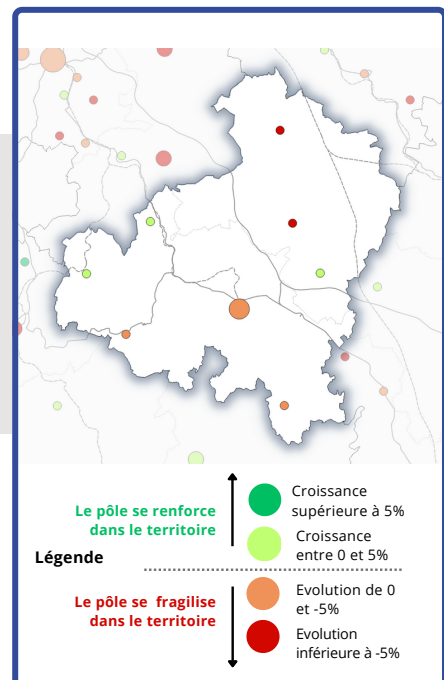 Le pôle se renforce
dans le territoire
Croissance
supérieure à 5%
Croissance
entre 0 et 5%
Légende
Le pôle se fragilise
dans le territoire
Evolution de 0
et -5%
Evolution
inférieure à -5%